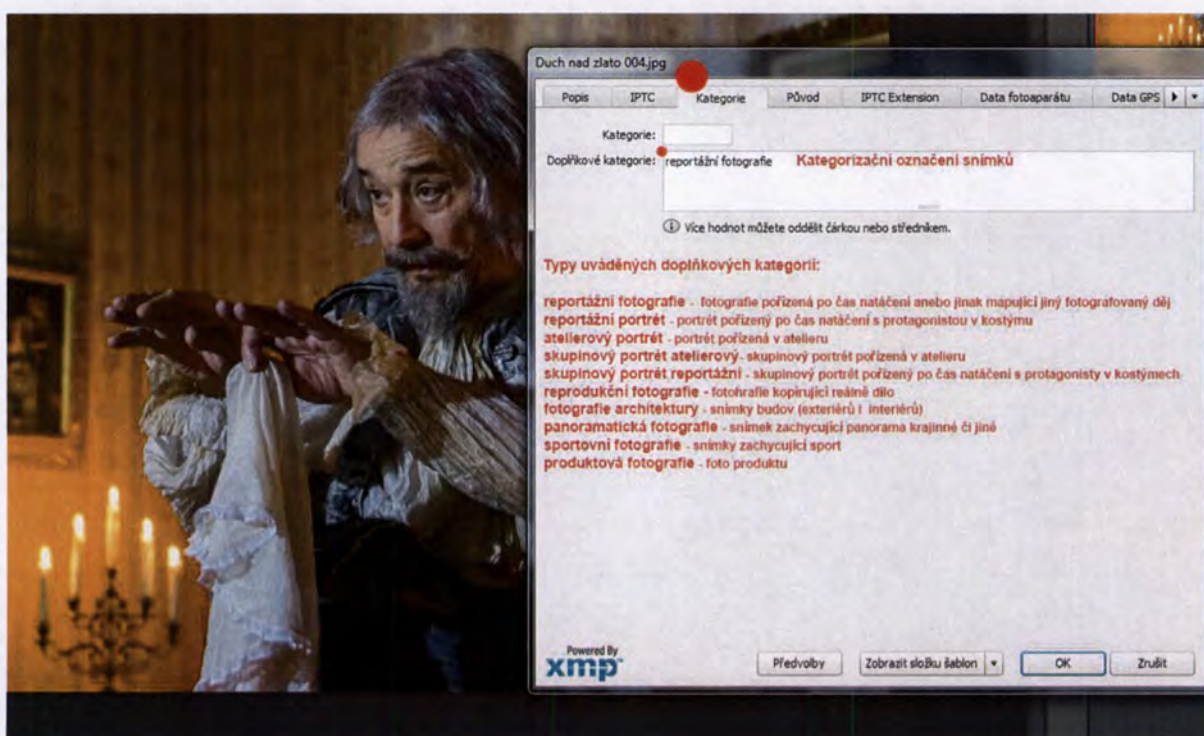 Duch nad zlato 004.jpg
Popis IPTC Kategorie Původ IPTC Extension Data fotoaparátu Data GPS
Kategorie:
Doplňkové kategorie: reportážní fotografie Kategorizační označení snímků
Více hodnot můžete oddělit čárkou nebo středníkem.
Typy uváděných doplňkových kategorií:
reportážní fotografie - fotografie pořízená po čas natáčení anebo jinak mapující jiný fotografovaný děj
reportážní portrét - portrét pořízený po čas natáčení s protagonistou v kostýmu
atelierový portrét - portrét pořízená v atelieru
skupinový portrét atelierový - skupinový portrét pořízená v atelieru
skupinový portrét reportážní - skupinový portrét pořízený po čas natáčení s protagonisty v kostýmech
reprodukční fotografie - fotohrafie kopírující reálné dílo
fotografie architektury - snímky budov (exteriérů i interiérů)
panoramatická fotografie - snímek zachycující panorama krajinné či jiné
sportovní fotografie - snímky zachycující sport
produktová fotografie - foto produktu
Powered By
xmp
Předvolby Zobrazit složku šablon OK Zrušit